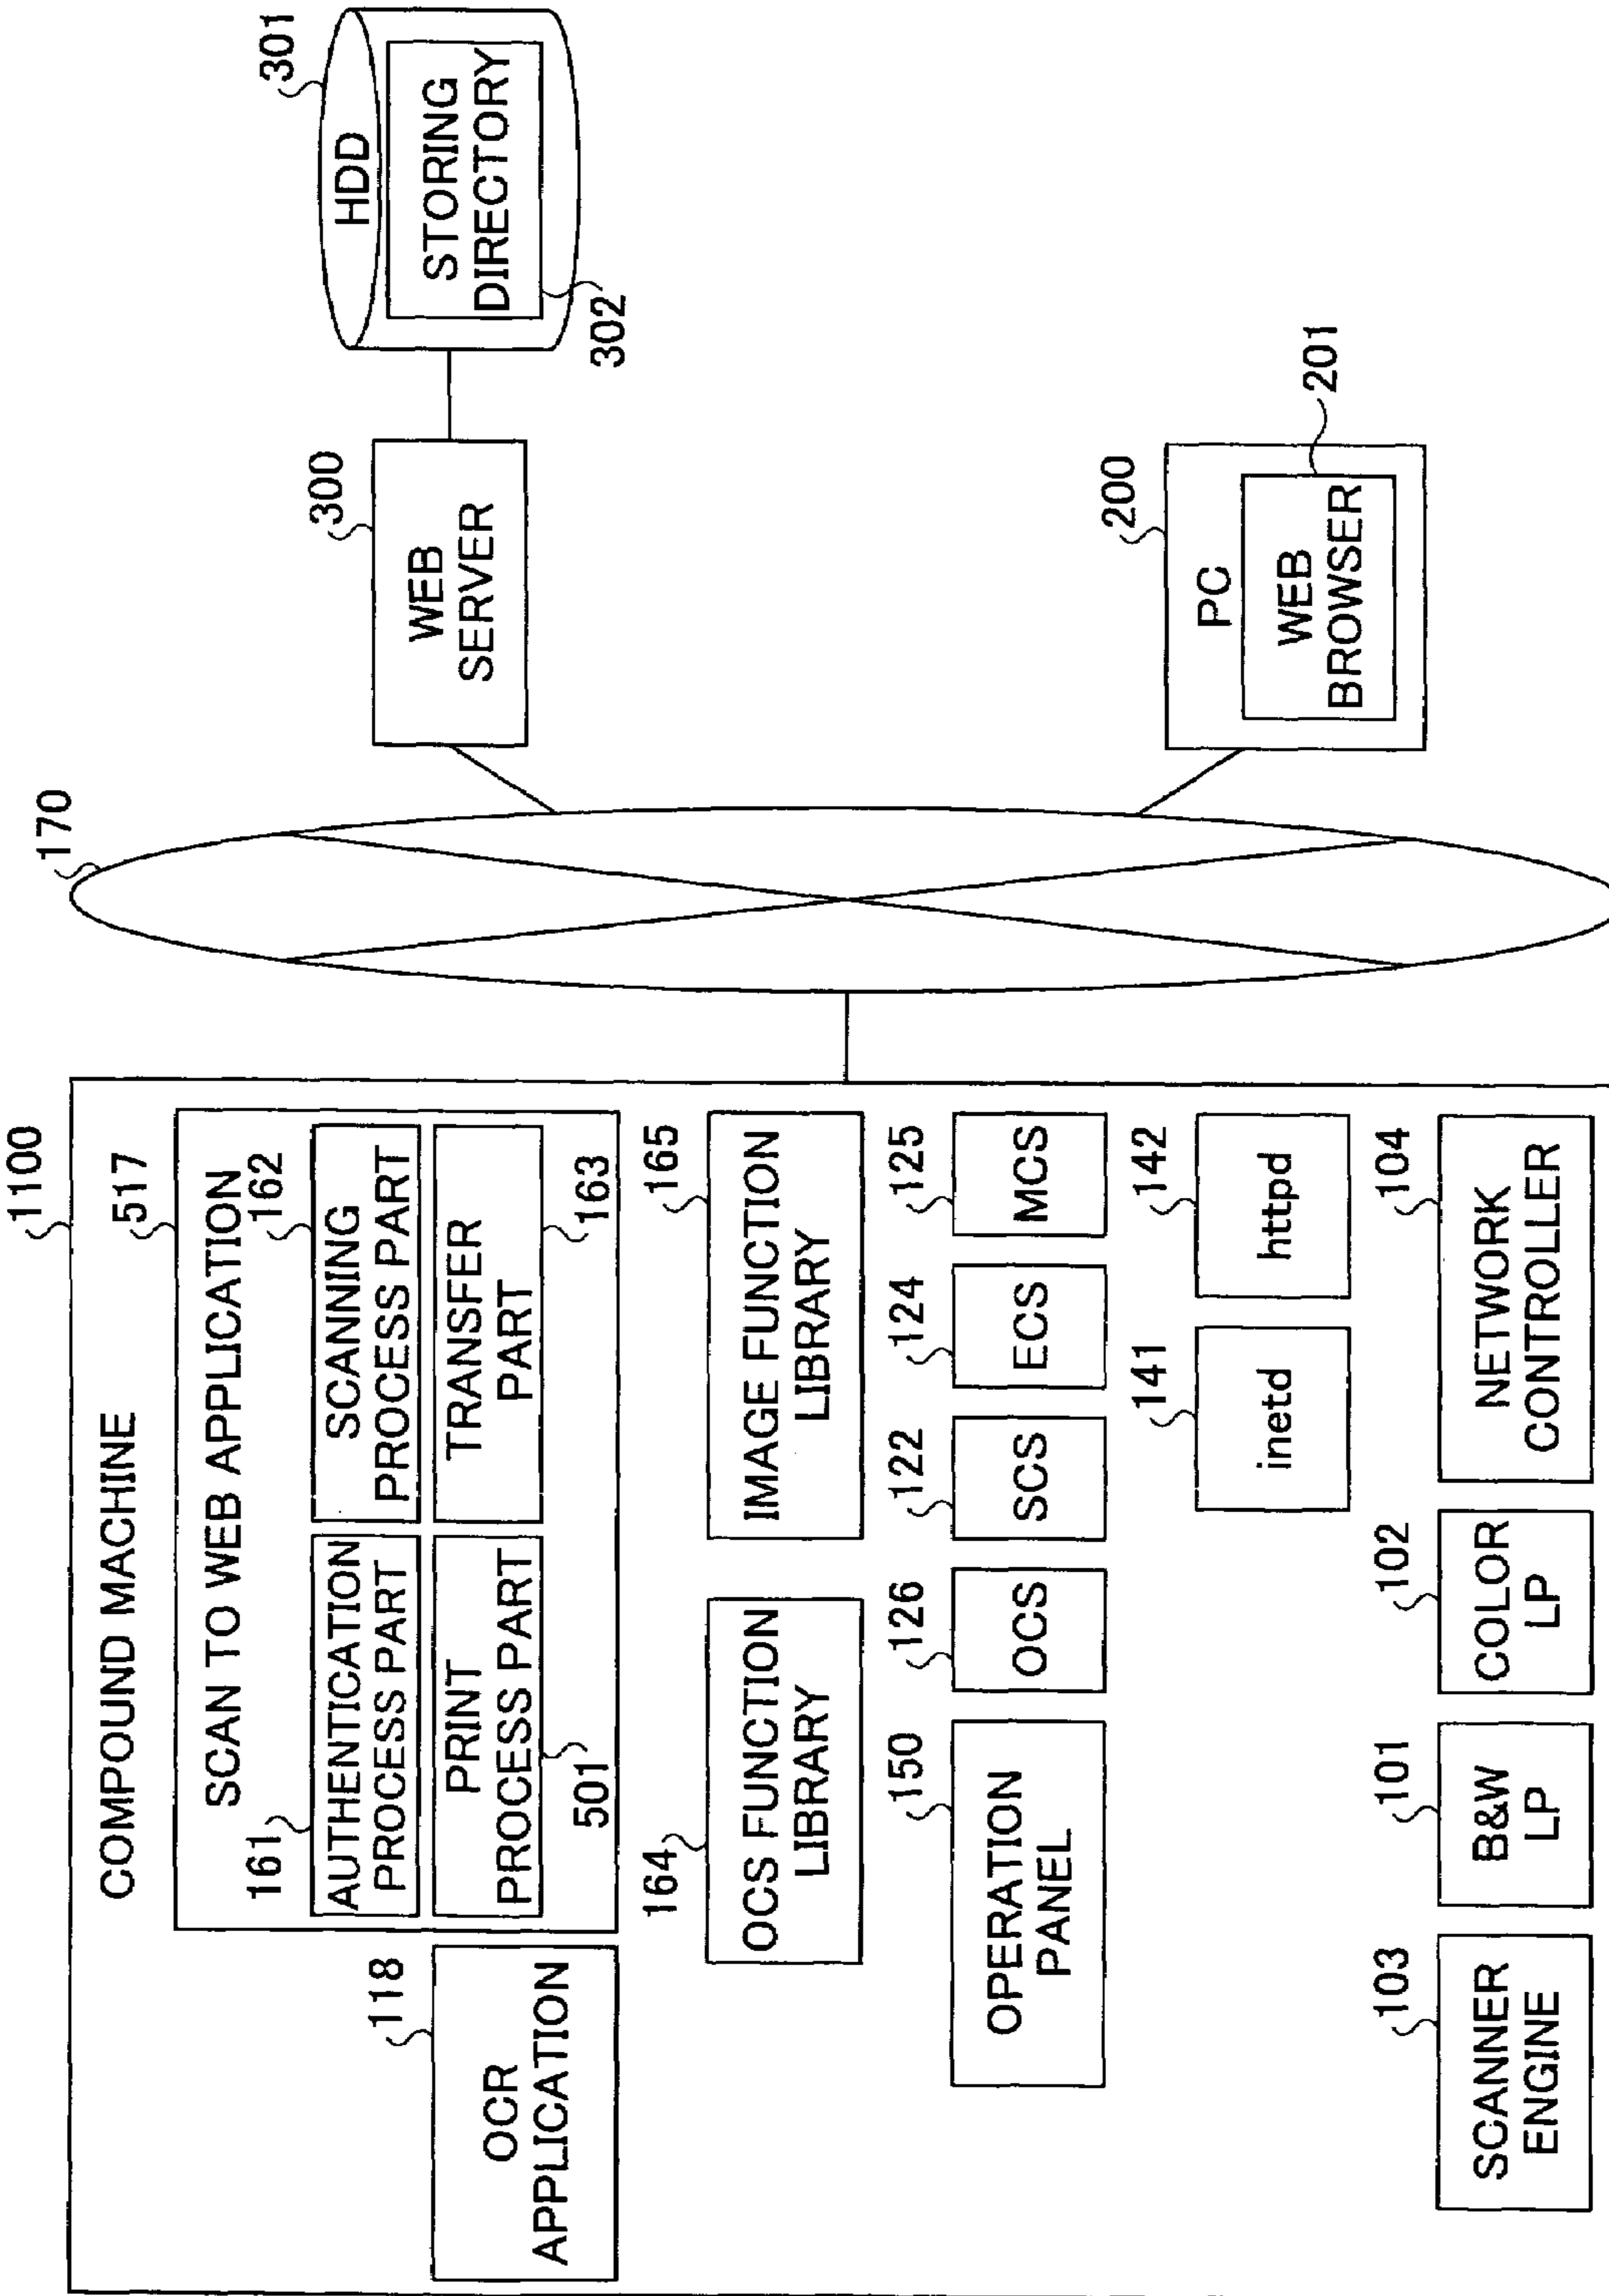 1100
COMPOUND MACHINE
517
SCAN TO WEB APPLICATION
161
AUTHENTICATION
PROCESS PART
162
SCANNING
PROCESS PART
PRINT
PROCESS PART
501
TRANSFER
PART
163
118
OCR
APPLICATION
164
OCS FUNCTION
LIBRARY
165
IMAGE FUNCTION
LIBRARY
150
OPERATION
PANEL
126
OCS
122
SCS
124
ECS
125
MCS
141
inetd
142
httpd
103
SCANNER
ENGINE
101
B&W
LP
102
COLOR
LP
104
NETWORK
CONTROLLER
170
300
WEB
SERVER
301
HDD
STORING
DIRECTORY
302
200
PC
WEB
BROWSER
201